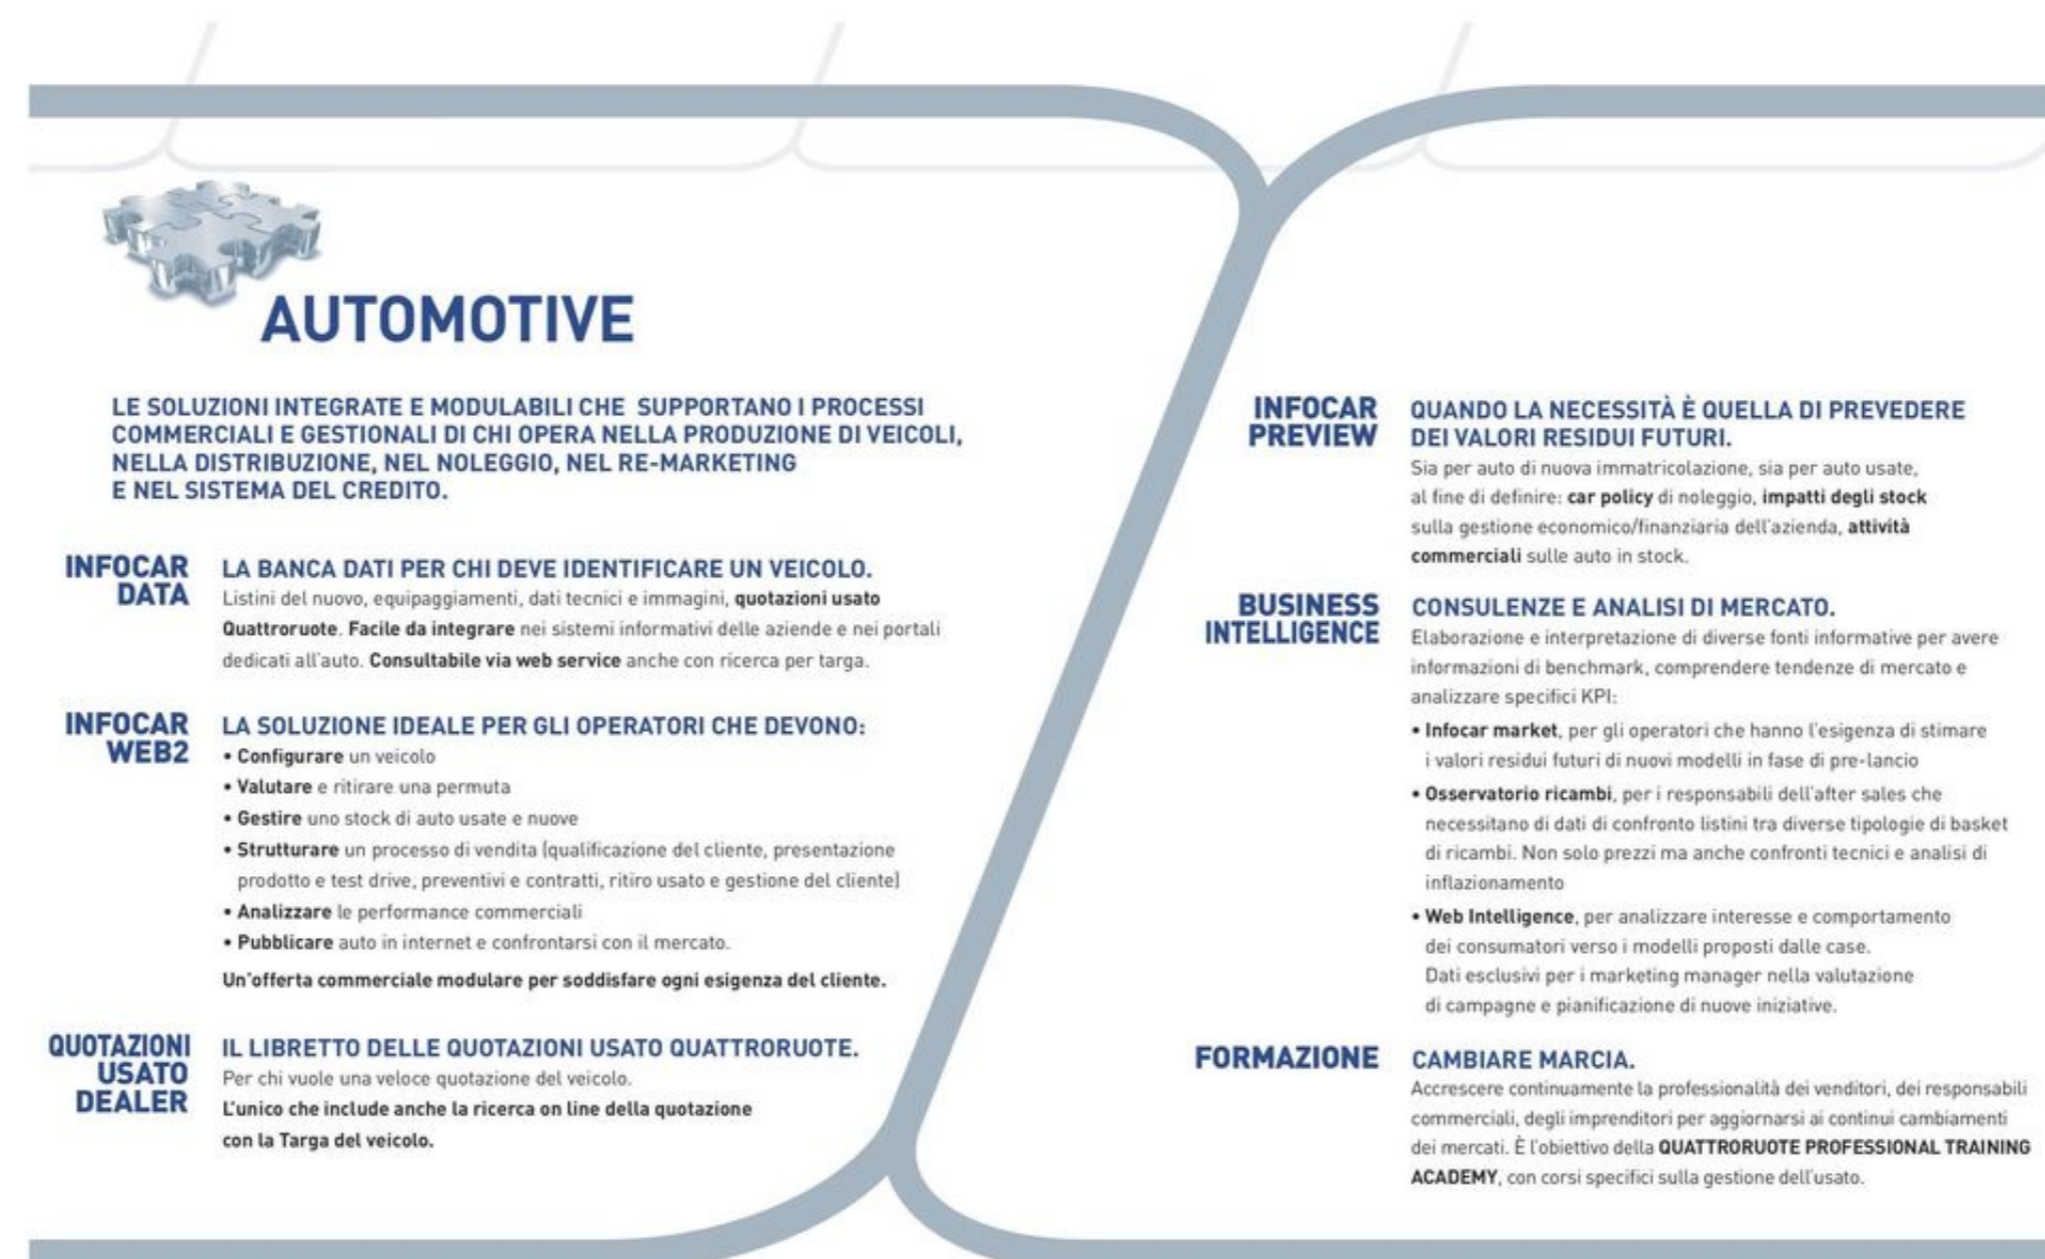 AUTOMOTIVE
LE SOLUZIONI INTEGRATE E MODULABILI CHE SUPPORTANO I PROCESSI
COMMERCIALI E GESTIONALI DI CHI OPERA NELLA PRODUZIONE DI VEICOLI,
NELLA DISTRIBUZIONE, NEL NOLEGGIO, NEL RE-MARKETING
E NEL SISTEMA DEL CREDITO.
INFOCAR
DATA
LA BANCA DATI PER CHI DEVE IDENTIFICARE UN VEICOLO.
Listini del nuovo, equipaggiamenti, dati tecnici e immagini, quotazioni usato
Quattroruote. Facile da integrare nei sistemi informativi delle aziende e nei portali
dedicati all'auto. Consultabile via web service anche con ricerca per targa.
INFOCAR
WEB2
LA SOLUZIONE IDEALE PER GLI OPERATORI CHE DEVONO:
• Configurare un veicolo
• Valutare e ritirare una permuta
• Gestire uno stock di auto usate e nuove
• Strutturare un processo di vendita (qualificazione del cliente, presentazione
prodotto e test drive, preventivi e contratti, ritiro usato e gestione del cliente)
• Analizzare le performance commerciali
• Pubblicare auto in internet e confrontarsi con il mercato.
Un'offerta commerciale modulare per soddisfare ogni esigenza del cliente.
QUOTAZIONI
USATO
DEALER
IL LIBRETTO DELLE QUOTAZIONI USATO QUATTRORUOTE.
Per chi vuole una veloce quotazione del veicolo.
L'unico che include anche la ricerca on line della quotazione
con la Targa del veicolo.
INFOCAR
PREVIEW
QUANDO LA NECESSITÀ È QUELLA DI PREVEDERE
DEI VALORI RESIDUI FUTURI.
Sia per auto di nuova immatricolazione, sia per auto usate,
al fine di definire: car policy di noleggio, impatti degli stock
sulla gestione economico/finanziaria dell'azienda, attività
commerciali sulle auto in stock.
BUSINESS
INTELLIGENCE
CONSULENZE E ANALISI DI MERCATO.
Elaborazione e interpretazione di diverse fonti informative per avere
informazioni di benchmark, comprendere tendenze di mercato e
analizzare specifici KPI:
• Infocar market, per gli operatori che hanno l'esigenza di stimare
i valori residui futuri di nuovi modelli in fase di pre-lancio
• Osservatorio ricambi, per i responsabili dell'after sales che
necessitano di dati di confronto listini tra diverse tipologie di basket
di ricambi. Non solo prezzi ma anche confronti tecnici e analisi di
inflazionamento
• Web Intelligence, per analizzare interesse e comportamento
dei consumatori verso i modelli proposti dalle case.
Dati esclusivi per i marketing manager nella valutazione
di campagne e pianificazione di nuove iniziative.
FORMAZIONE
CAMBIARE MARCIA.
Accrescere continuamente la professionalità dei venditori, dei responsabili
commerciali, degli imprenditori per aggiornarsi ai continui cambiamenti
dei mercati. È l'obiettivo della QUATTRORUOTE PROFESSIONAL TRAINING
ACADEMY, con corsi specifici sulla gestione dell'usato.